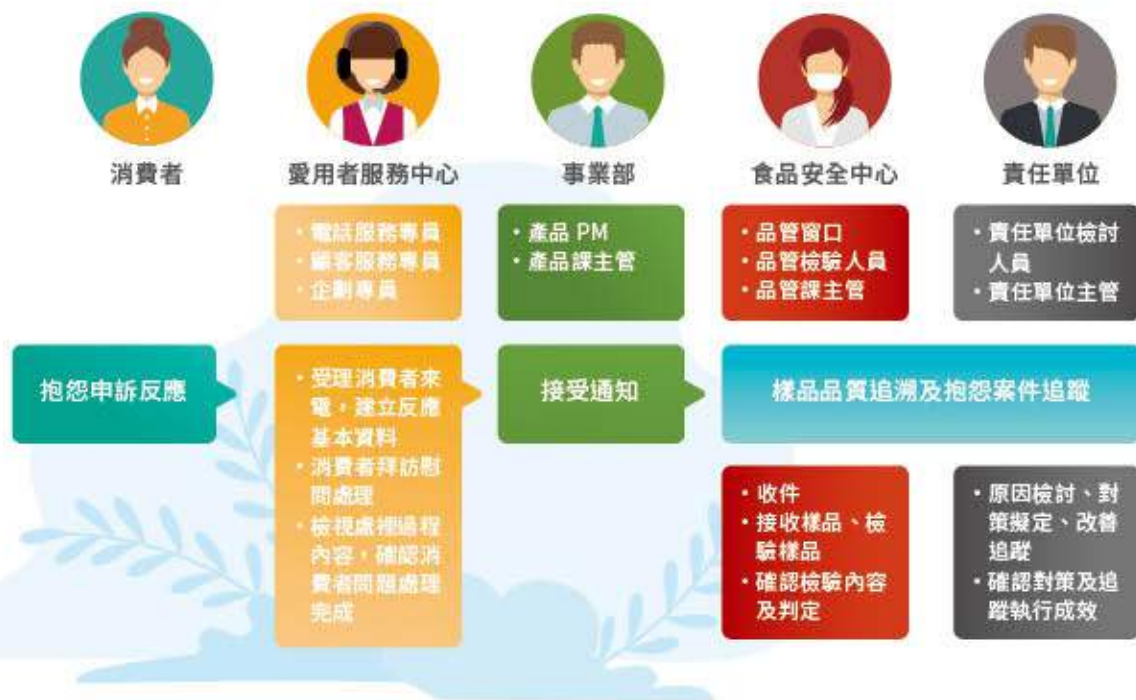 消費者
愛用者服務中心
事業部
食品安全中心
責任單位
・電話服務專員
・顧客服務專員
・企劃專員
・產品 PM
・產品課主管
・品管窗口
・品管檢驗人員
・品管課主管
・責任單位檢討
人員
・責任單位主管
抱怨申訴反應
・受理消費者來
電，建立反應
基本資料
・消費者拜訪慰
問處理
・檢視處裡過程
內容，確認消
費者問題處理
完成
接受通知
樣品品質追溯及抱怨案件追蹤
・收件
・接收樣品、檢
驗樣品
・確認檢驗內容
及判定
・原因檢討、對
策擬定、改善
追蹤
・確認對策及追
蹤執行成效